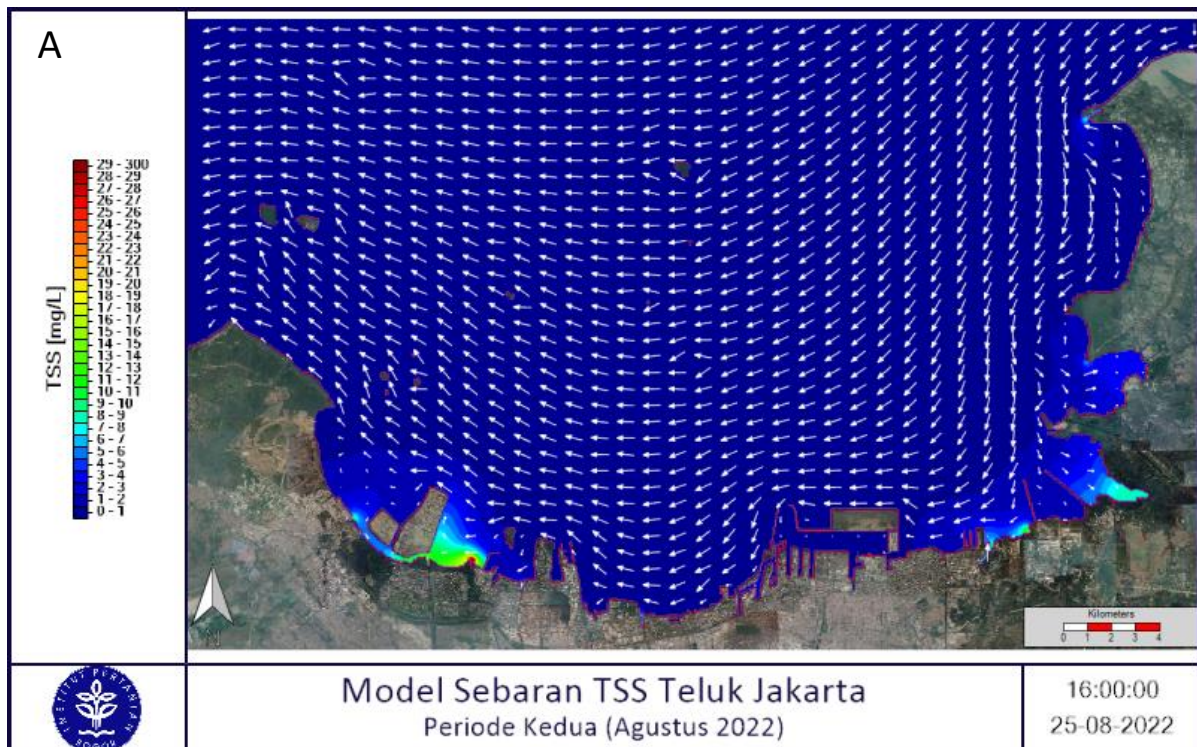 A
TSS [mg/L]
29 - 300
28 - 29
27 - 28
26 - 27
25 - 26
24 - 25
23 - 24
22 - 23
21 - 22
20 - 21
19 - 20
18 - 19
17 - 18
16 - 17
15 - 16
14 - 15
13 - 14
12 - 13
11 - 12
10 - 11
9 - 10
8 - 9
7 - 8
6 - 7
5 - 6
4 - 5
3 - 4
2 - 3
1 - 2
0 - 1
Kilometers
0 1 2 3 4
INSTITUT PERTANIAN
BOGOR
Model Sebaran TSS Teluk Jakarta
Periode Kedua (Agustus 2022)
16:00:00
25-08-2022